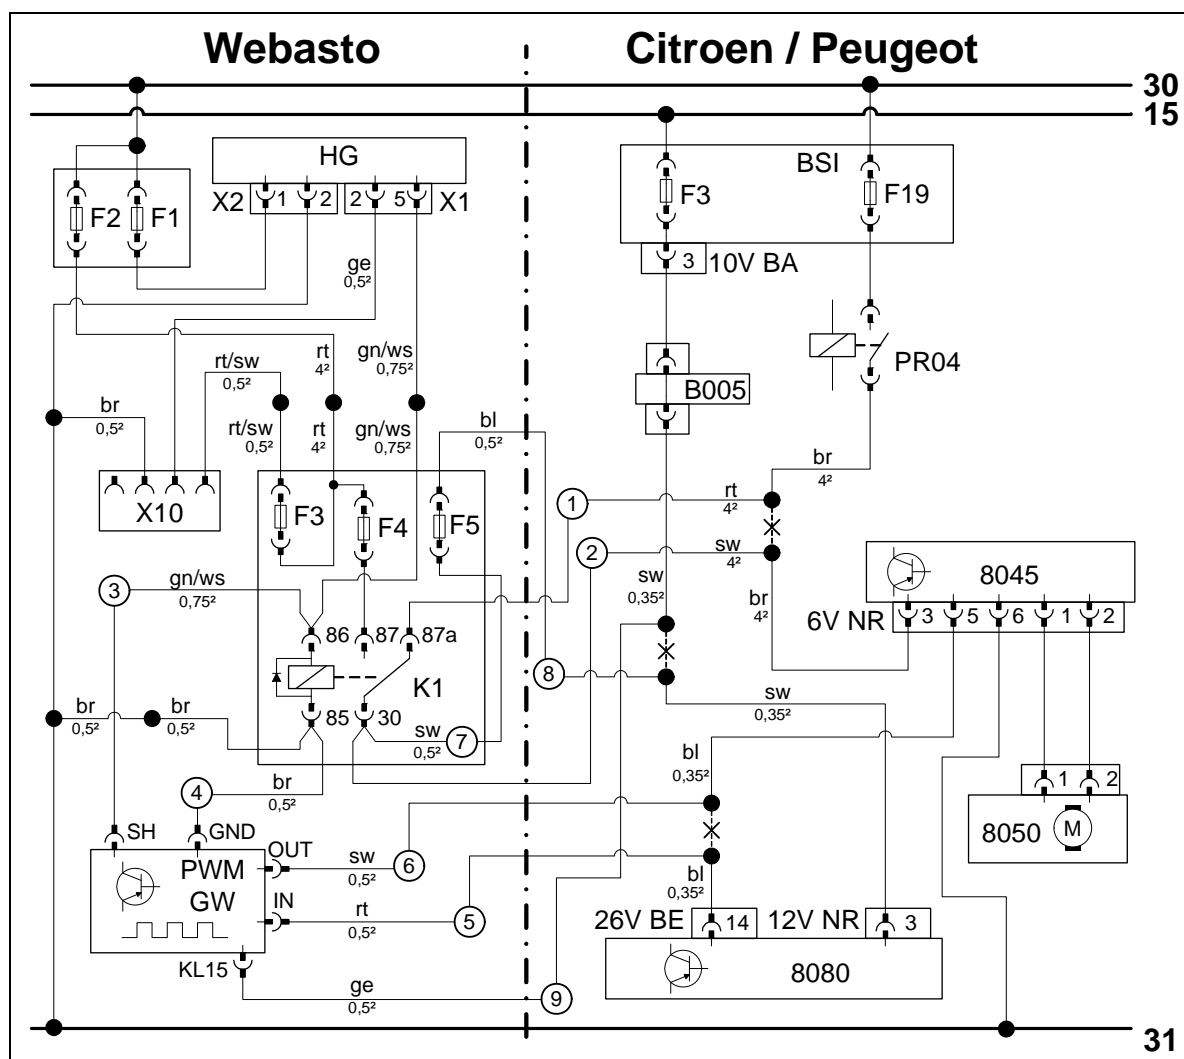 Webasto
Citroen / Peugeot
30
15
HG
BSI
X2 1 2 2 5 X1
F2 F1
F3 F19
3 10V BA
ge
0,5²
rt/sw
0,5²
rt
4²
gn/ws
0,75²
PR04
B005
br
0,5²
rt/sw
0,5²
rt
4²
gn/ws
0,75²
bl
0,5²
br
4²
X10
F3 F4 F5
1
rt
4²
2
sw
4²
8045
3
gn/ws
0,75²
sw
0,35²
br
4²
6V NR 3 5 6 1 2
86 87 87a
K1
8
br
0,5²
br
0,5²
85 30
sw
0,5²
7
sw
0,35²
bl
0,35²
4
br
0,5²
1 2
8050 M
SH GND
OUT
PWM
GW
IN
sw
0,5²
6
rt
0,5²
5
bl
0,35²
26V BE 14 12V NR 3
KL15
ge
0,5²
9
8080
31